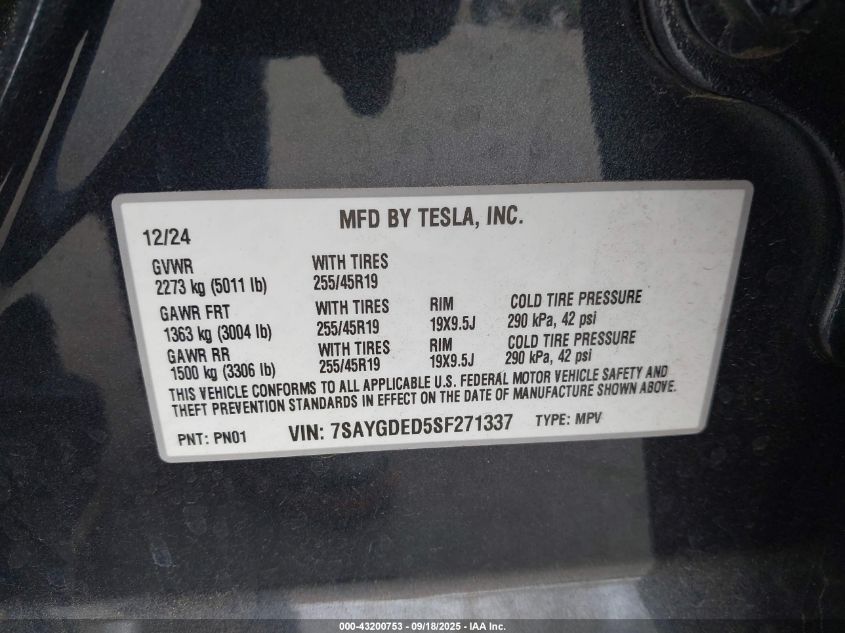 MFD BY TESLA, INC.
12/24
GVWR WITH TIRES
2273 kg (5011 lb) 255/45R19
GAWR FRT WITH TIRES RIM COLD TIRE PRESSURE
1363 kg (3004 lb) 255/45R19 19X9.5J 290 kPa, 42 psi
GAWR RR WITH TIRES RIM COLD TIRE PRESSURE
1500 kg (3306 lb) 255/45R19 19X9.5J 290 kPa, 42 psi
THIS VEHICLE CONFORMS TO ALL APPLICABLE U.S. FEDERAL MOTOR VEHICLE SAFETY AND
THEFT PREVENTION STANDARDS IN EFFECT ON THE DATE OF MANUFACTURE SHOWN ABOVE.
PNT: PN01 VIN: 7SAYGDED5SF271337 TYPE: MPV
000-43200753 - 09/18/2025 - IAA Inc.